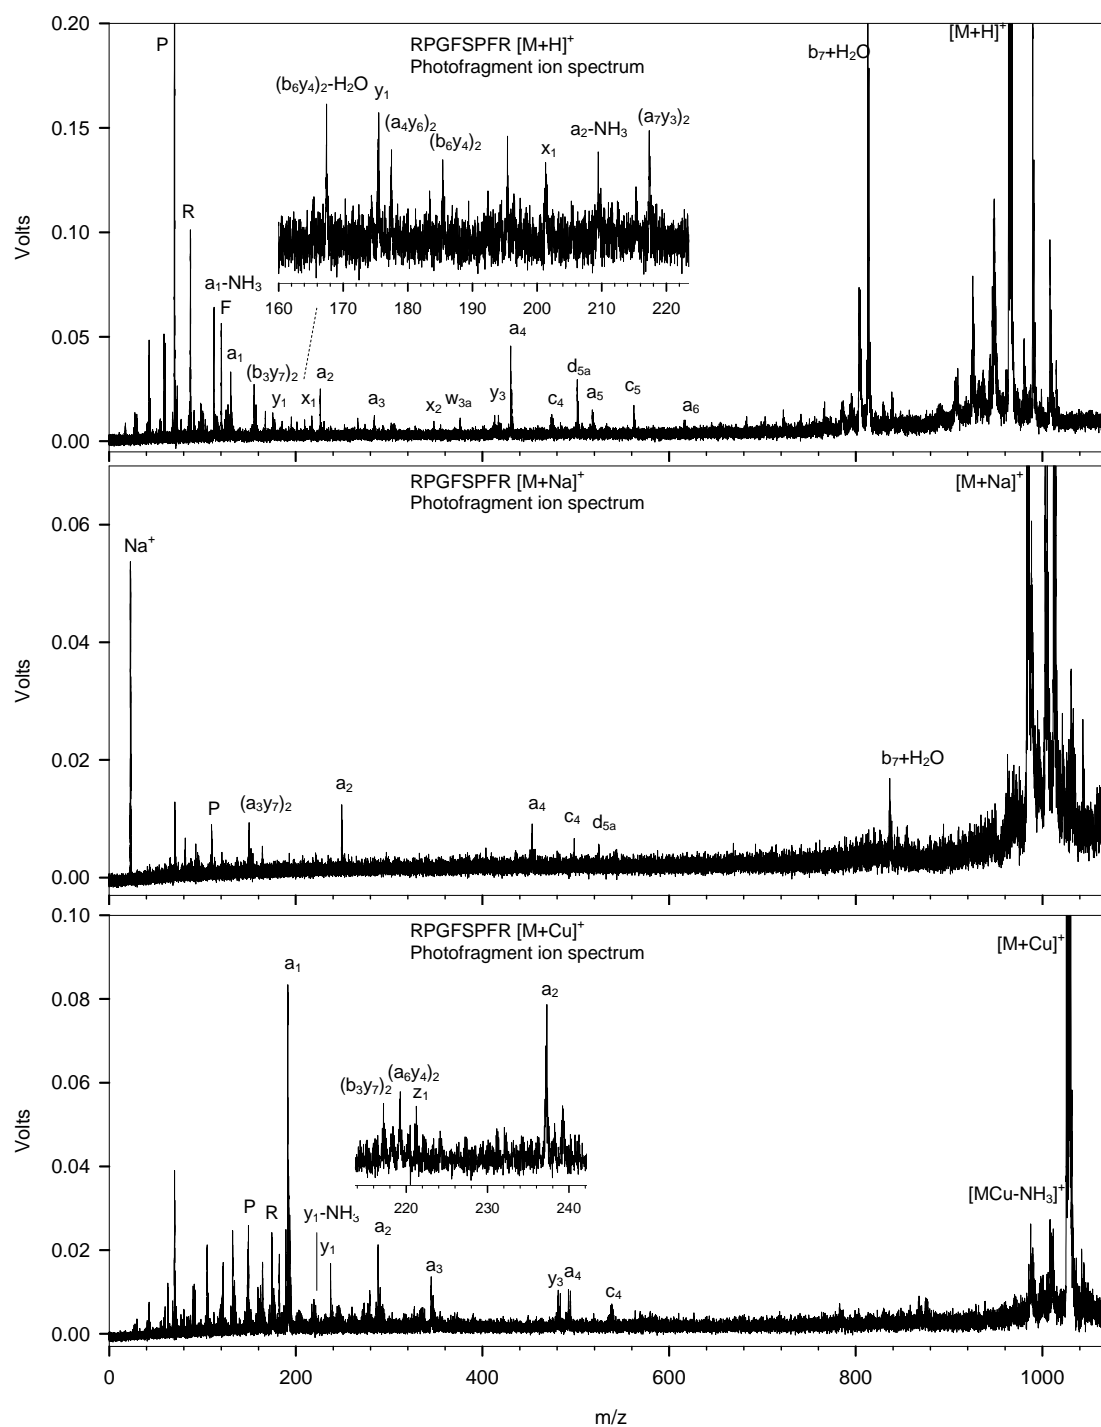 0.20
P
RPGFSPFR [M+H]+
[M+H]+
Photofragment ion spectrum
b7+H2O
(b6y4)2-H2O
y1
(a4y6)2
(b6y4)2
a2-NH3
(a7y3)2
x1
0.15
R
0.10
Volts
a1-NH3
F
160 170 180 190 200 210 220
0.05
a1
(b3y7)2
y1
x1
a2
a3
x2
w3a
y3
a4
c4
d5a
a5
c5
a6
0.00
RPGFSPFR [M+Na]+
[M+Na]+
Photofragment ion spectrum
0.06
Na+
0.04
Volts
0.02
b7+H2O
P
(a3y7)2
a2
a4
c4
d5a
0.00
0.10
RPGFSPFR [M+Cu]+
[M+Cu]+
Photofragment ion spectrum
a1
a2
0.08
(b3y7)2
(a6y4)2
z1
0.06
Volts
0.04
220 230 240
[MCu-NH3]+
P
R
y1-NH3
y1
a2
0.02
a3
y3
a4
c4
0.00
0 200 400 600 800 1000
m/z